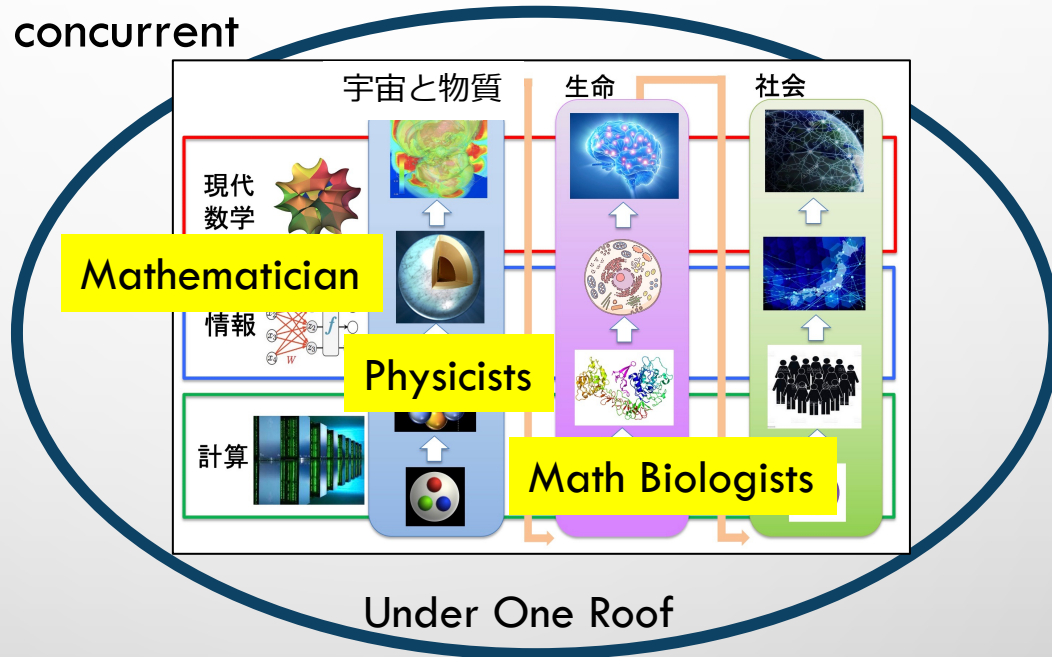 concurrent
宇宙と物質
生命
社会
現代
数学
Mathematician
情報
f
W
Physicists
計算
Math Biologists
Under One Roof